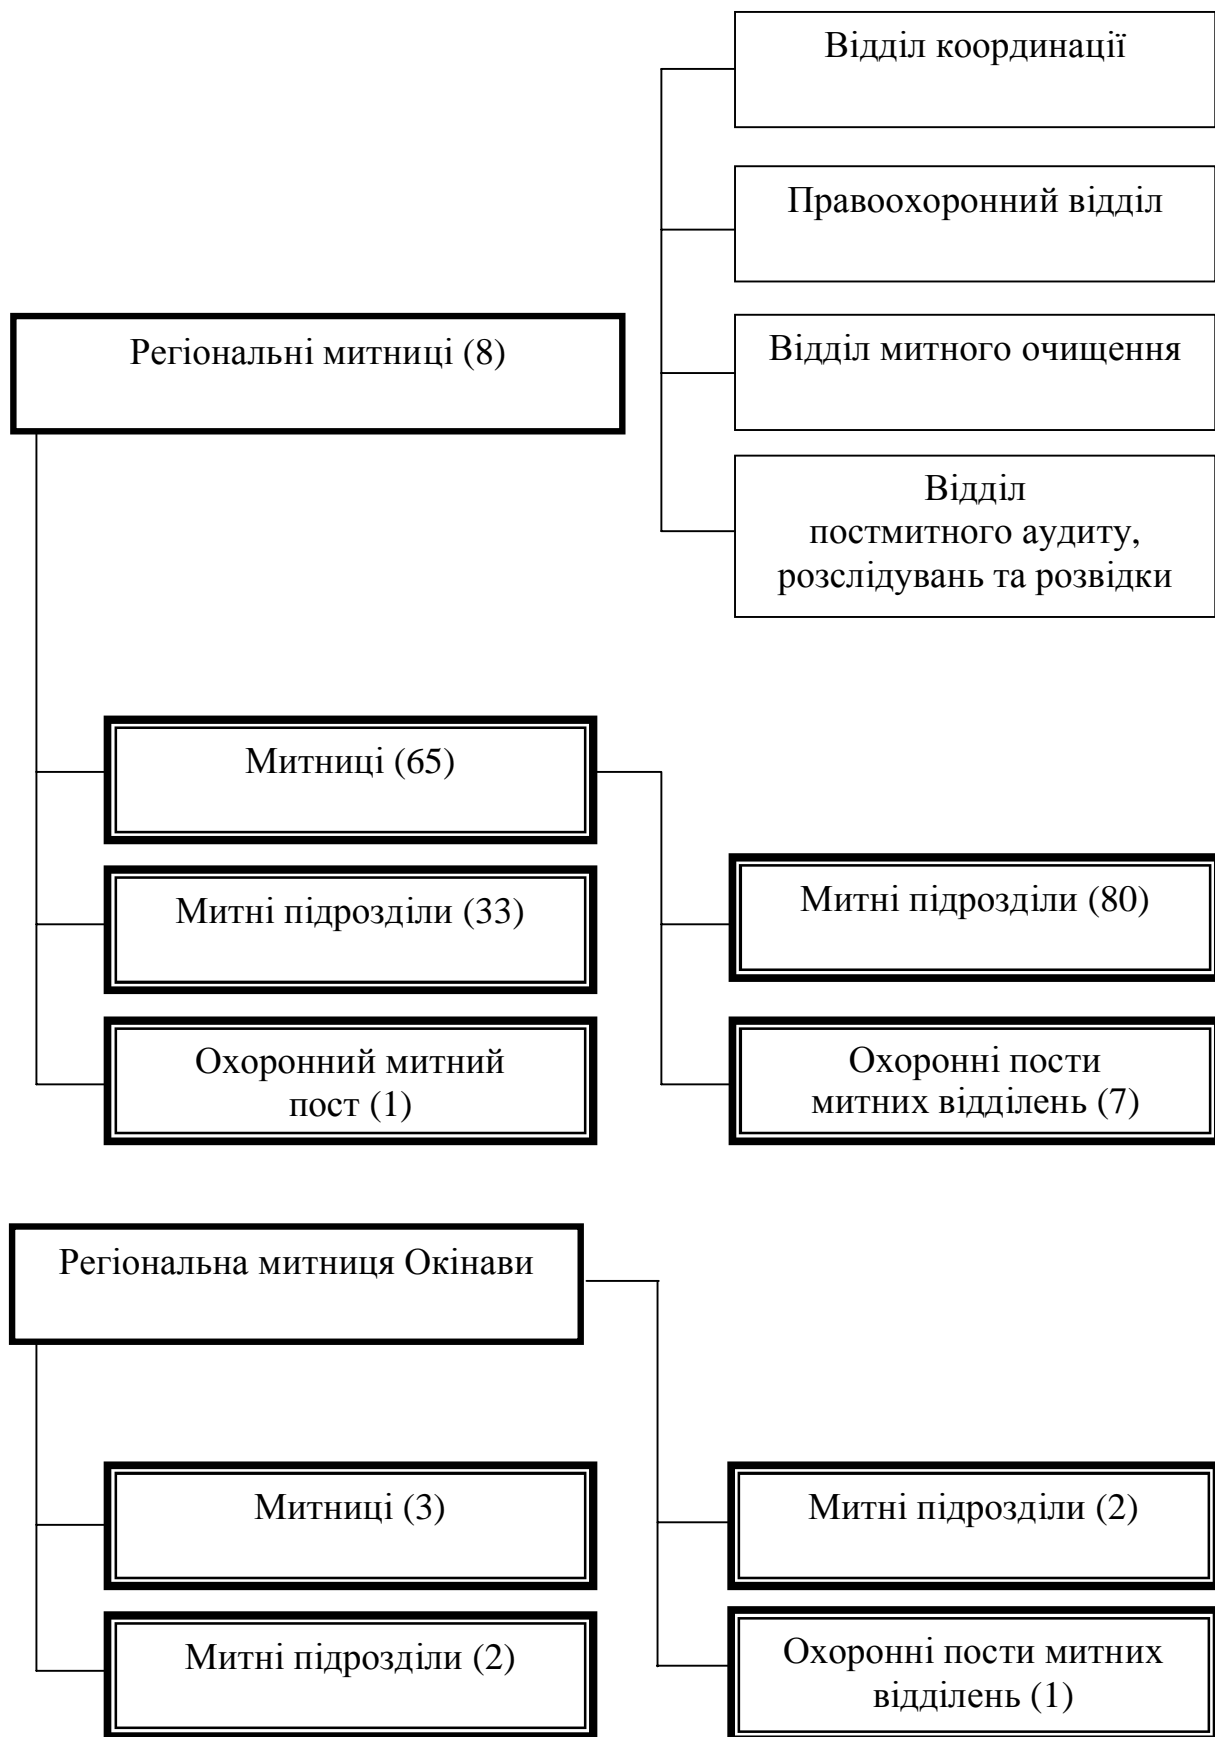 Відділ координації
Правоохоронний відділ
Регіональні митниці (8)
Відділ митного очищення
Відділ
постмитного аудиту,
розслідувань та розвідки
Митниці (65)
Митні підрозділи (33)
Митні підрозділи (80)
Охоронний митний
пост (1)
Охоронні пости
митних відділень (7)
Регіональна митниця Окінави
Митниці (3)
Митні підрозділи (2)
Митні підрозділи (2)
Охоронні пости митних
відділень (1)